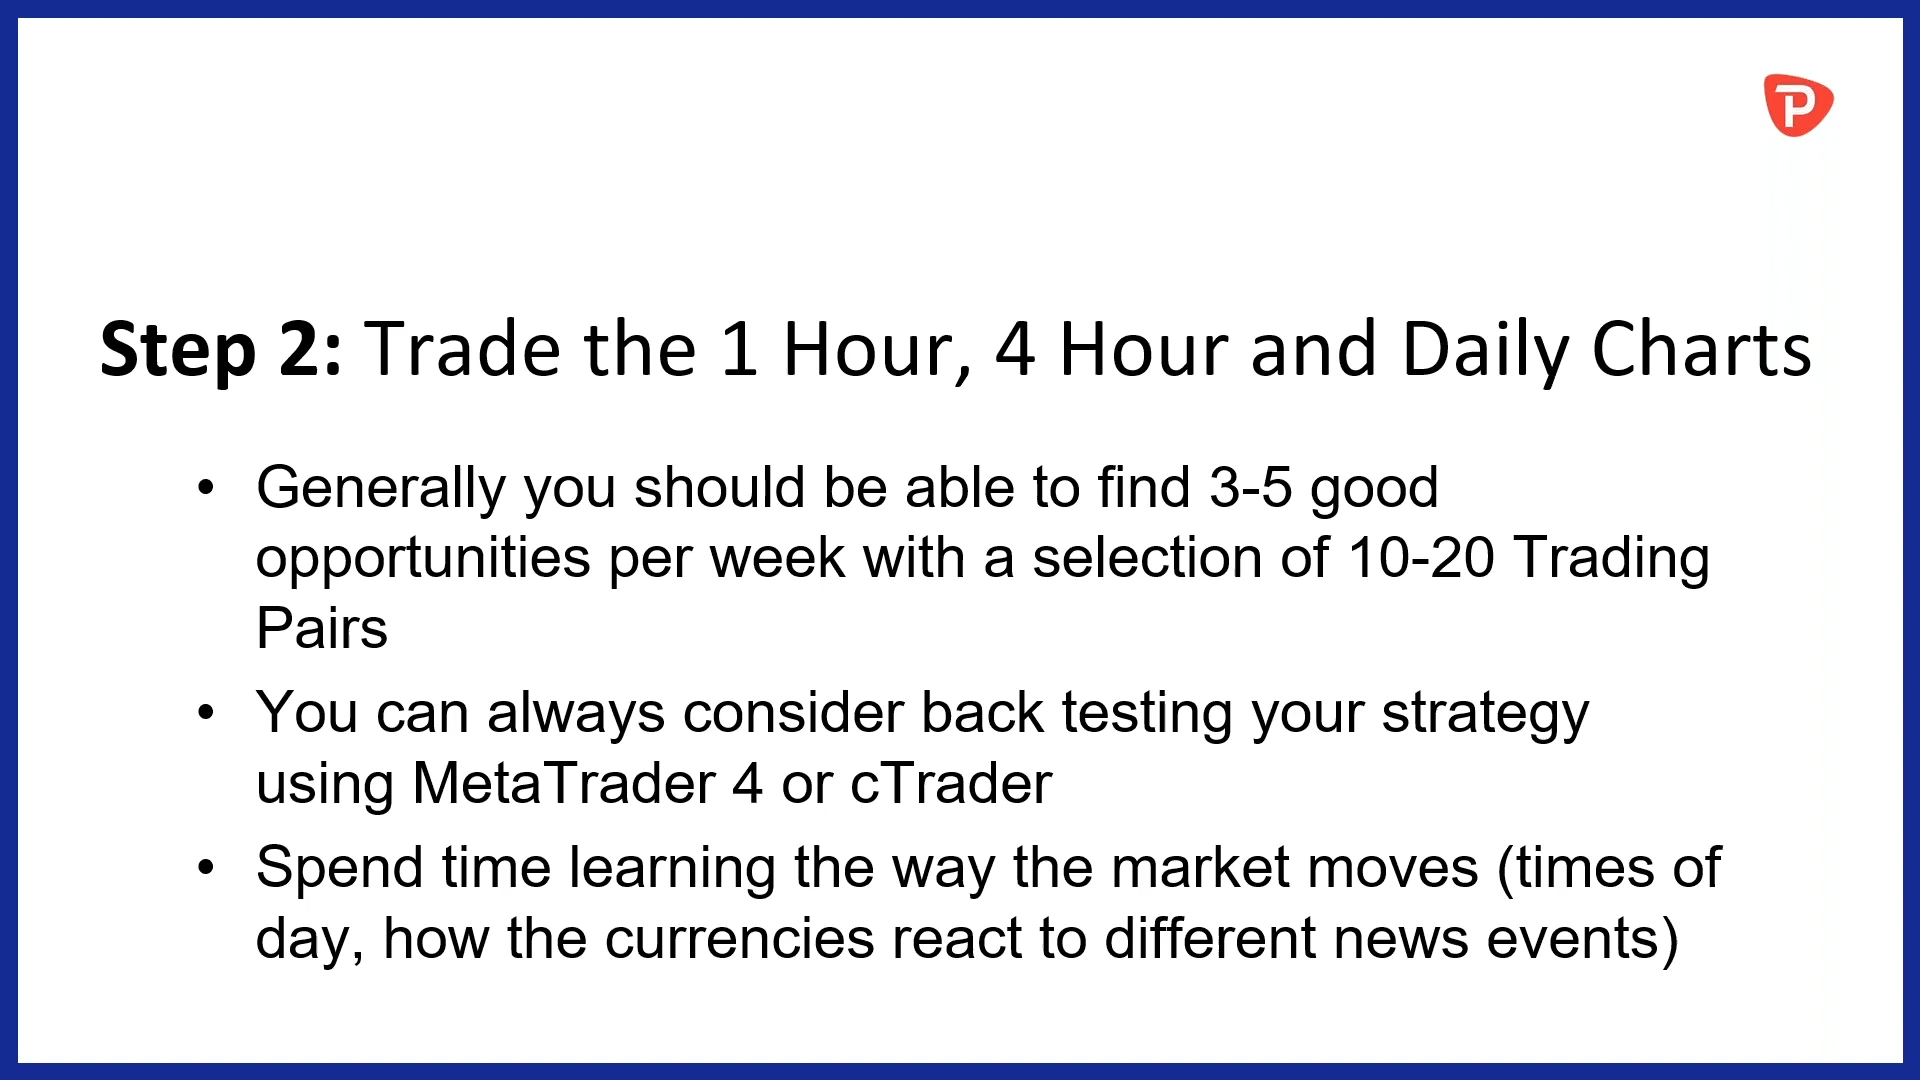 P
Step 2: Trade the 1 Hour, 4 Hour and Daily Charts
• Generally you should be able to find 3-5 good
opportunities per week with a selection of 10-20 Trading
Pairs
• You can always consider back testing your strategy
using MetaTrader 4 or cTrader
• Spend time learning the way the market moves (times of
day, how the currencies react to different news events)